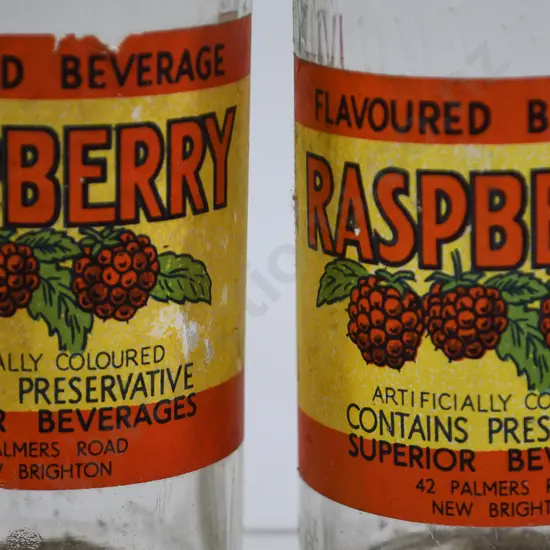 D BEVERAGE
BERRY
ALLY COLOURED
PRESERVATIVE
R BEVERAGES
ALMERS ROAD
W BRIGHTON
FLAVOURED B
RASPBE
ARTIFICIALLY CO
CONTAINS PRES
SUPERIOR BEV
42 PALMERS R
NEW BRIGHT